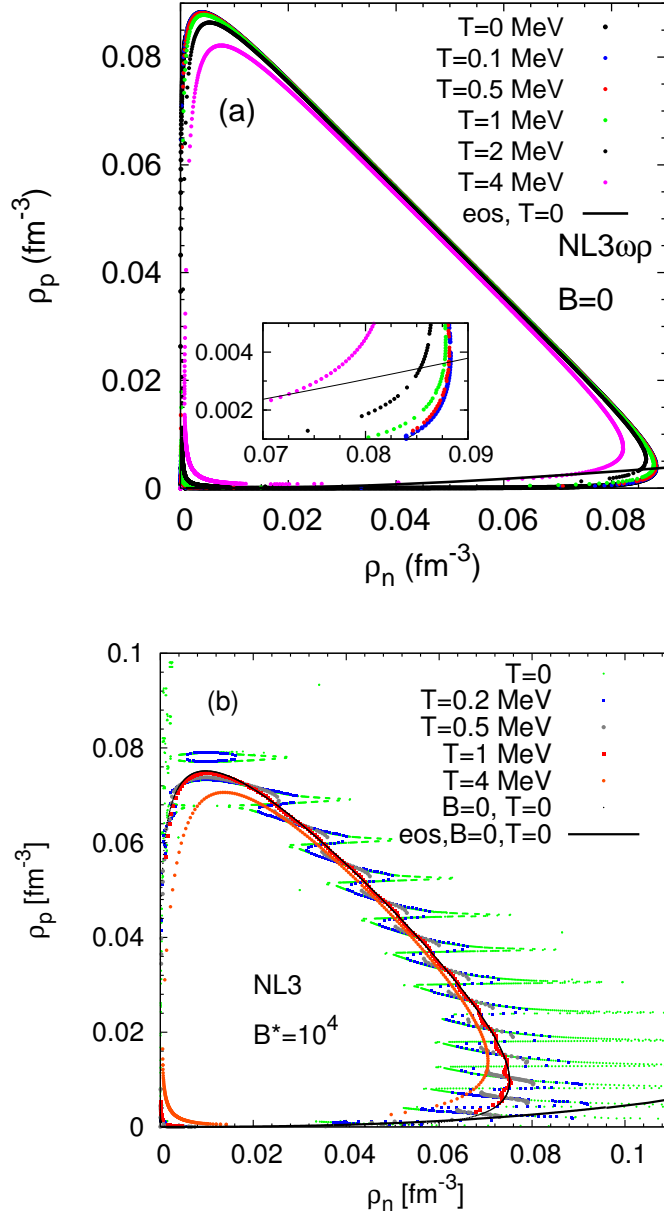 (a)
T=0 MeV
T=0.1 MeV
T=0.5 MeV
T=1 MeV
T=2 MeV
T=4 MeV
eos, T=0
NL3ωρ
B=0
0.08
0.06
0.04
0.02
0
ρp (fm-3)
0.004
0.002
0.07
0.08
0.09
0
0.02
0.04
0.06
0.08
ρn (fm-3)
(b)
T=0
T=0.2 MeV
T=0.5 MeV
T=1 MeV
T=4 MeV
B=0, T=0
eos,B=0,T=0
NL3
B*=10^4
0.1
0.08
0.06
0.04
0.02
0
ρp [fm-3]
0
0.02
0.04
0.06
0.08
0.1
ρn [fm-3]